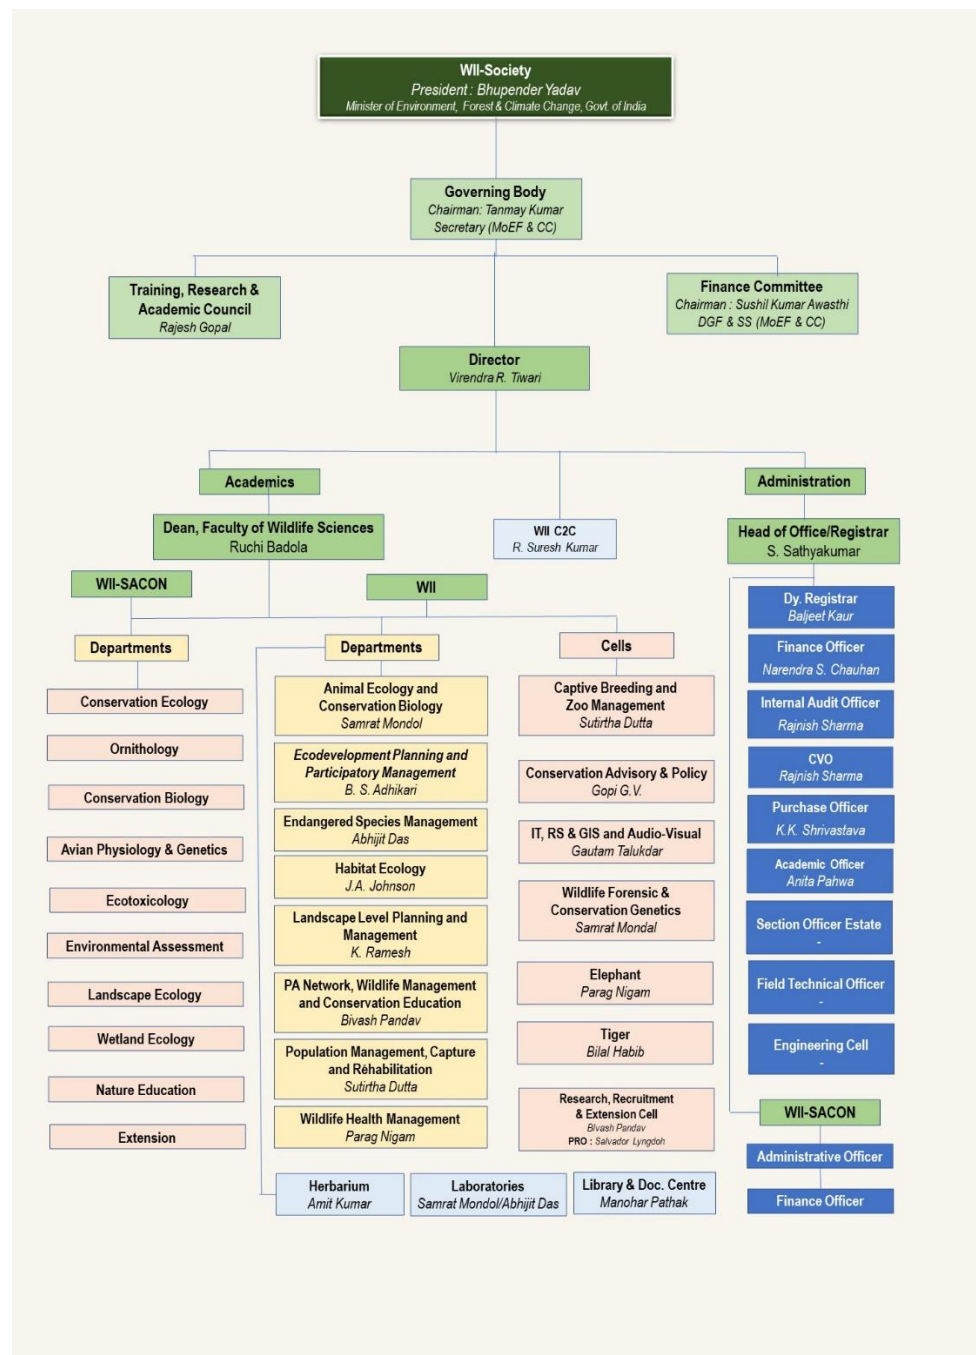 WII-Society
President : Bhupender Yadav
Minister of Environment, Forest & Climate Change, Govt. of India
Governing Body
Chairman: Tanmay Kumar
Secretary (MoEF & CC)
Training, Research &
Academic Council
Rajesh Gopal
Finance Committee
Chairman : Sushil Kumar Awasthi
DGF & SS (MoEF & CC)
Director
Virendra R. Tiwari
Academics
Administration
Dean, Faculty of Wildlife Sciences
Ruchi Badola
WII C2C
R. Suresh Kumar
Head of Office/Registrar
S. Sathyakumar
WII-SACON
WII
Departments
Conservation Ecology
Ornithology
Conservation Biology
Avian Physiology & Genetics
Ecotoxicology
Environmental Assessment
Landscape Ecology
Wetland Ecology
Nature Education
Extension
Departments
Animal Ecology and
Conservation Biology
Samrat Mondol
Ecodevelopment Planning and
Participatory Management
B. S. Adhikari
Endangered Species Management
Abhijit Das
Habitat Ecology
J.A. Johnson
Landscape Level Planning and
Management
K. Ramesh
PA Network, Wildlife Management
and Conservation Education
Bivash Pandav
Population Management, Capture
and Rehabilitation
Sutirtha Dutta
Wildlife Health Management
Parag Nigam
Cells
Captive Breeding and
Zoo Management
Sutirtha Dutta
Conservation Advisory & Policy
Gopi G.V.
IT, RS & GIS and Audio-Visual
Gautam Talukdar
Wildlife Forensic &
& Conservation Genetics
Samrat Mondal
Elephant
Parag Nigam
Tiger
Bilal Habib
Research, Recruitment
& Extension Cell
Bivash Pandav
PRO : Salvador Lyngdoh
Dy. Registrar
Baljeet Kaur
Finance Officer
Narendra S. Chauhan
Internal Audit Officer
Rajnish Sharma
CVO
Rajnish Sharma
Purchase Officer
K.K. Shrivastava
Academic Officer
Anita Pahwa
Section Officer Estate
-
Field Technical Officer
-
Engineering Cell
-
WII-SACON
Administrative Officer
Finance Officer
Herbarium
Amit Kumar
Laboratories
Samrat Mondol/Abhijit Das
Library & Doc. Centre
Manohar Pathak